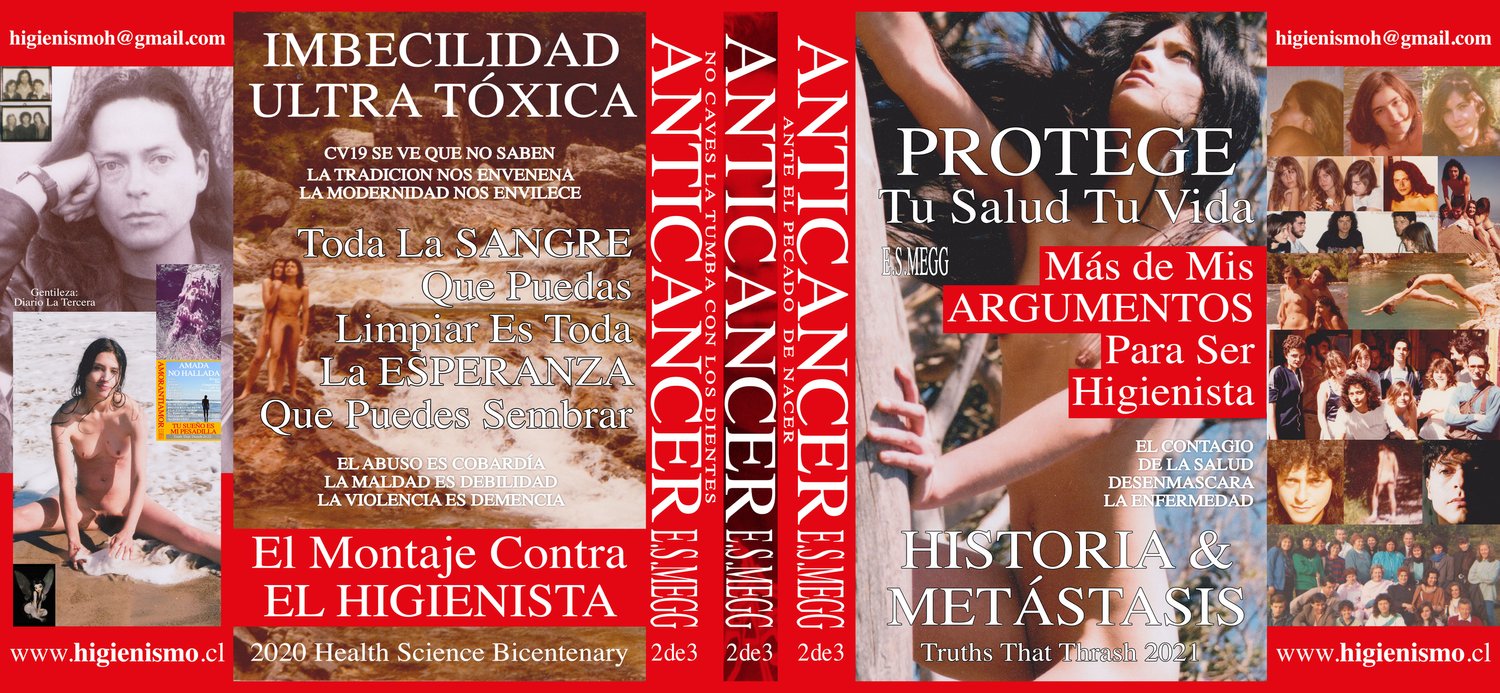 higienismoh@gmail.com
Gentileza:
Diario La Tercera
AMADA
NO HALLADA
AMORANTIAMOR
TU SUEÑO ES
MI PESADILLA
www.higienismo.cl
IMBECILIDAD
ULTRA TÓXICA
CV19 SE VE QUE NO SABEN
LA TRADICION NOS ENVENENA
LA MODERNIDAD NOS ENVILECE
Toda La SANGRE
Que Puedas
Limpiar Es Toda
La ESPERANZA
Que Puedes Sembrar
EL ABUSO ES COBARDÍA
LA MALDAD ES DEBILIDAD
LA VIOLENCIA ES DEMENCIA
El Montaje Contra
EL HIGIENISTA
2020 Health Science Bicentenary
ANTICANCER E.S.MEGG
2de3
NO CAVES LA TUMBA CON LOS DIENTES
ANTICANCER E.S.MEGG
2de3
ANTE EL PECADO DE NACER
ANTICANCER E.S.MEGG
2de3
PROTEGE
Tu Salud Tu Vida
E.S.MEGG
Más de Mis
ARGUMENTOS
Para Ser
Higienista
EL CONTAGIO
DE LA SALUD
DESENMASCARA
LA ENFERMEDAD
HISTORIA &
METÁSTASIS
Truths That Thrash 2021
higienismoh@gmail.com
www.higienismo.cl